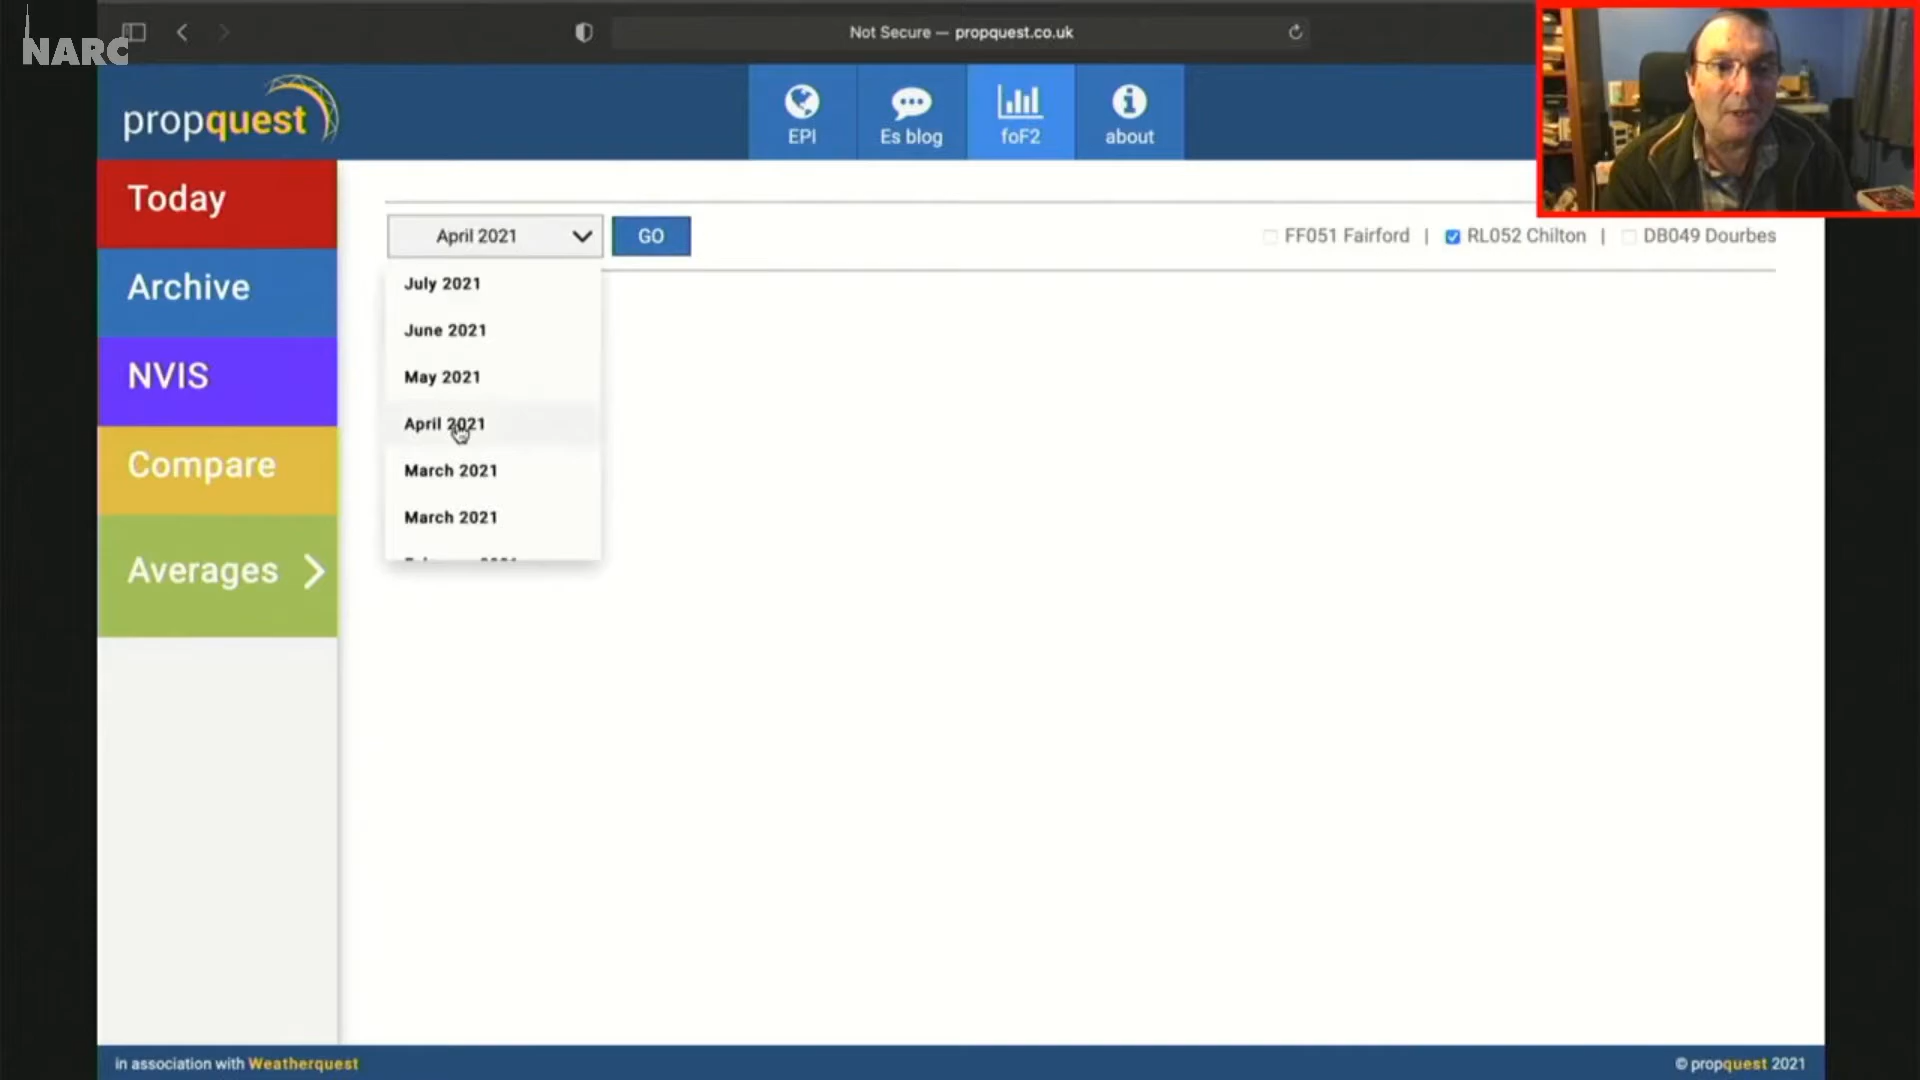 NARC
Not Secure — propquest.co.uk
propquest
EPI
Es blog
foF2
about
Today
Archive
NVIS
Compare
Averages
April 2021
GO
FF051 Fairford | RL052 Chilton | DB049 Dourbes
July 2021
June 2021
May 2021
April 2021
March 2021
March 2021
in association with Weatherquest
© propquest 2021